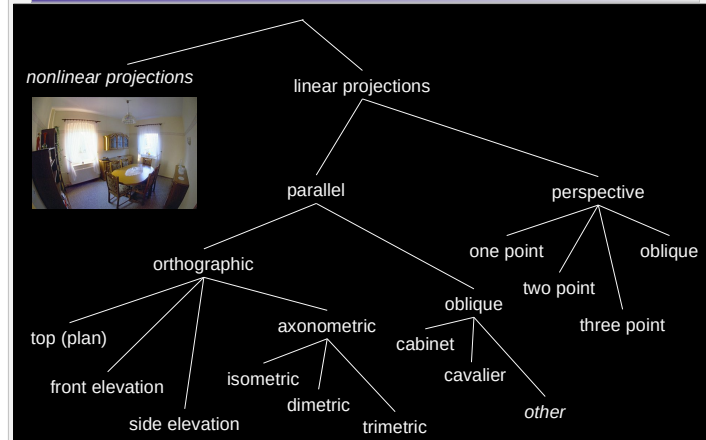 nonlinear projections
linear projections
parallel
perspective
one point
oblique
two point
three point
orthographic
oblique
top (plan)
axonometric
cabinet
cavalier
front elevation
isometric
dimetric
other
side elevation
trimetric